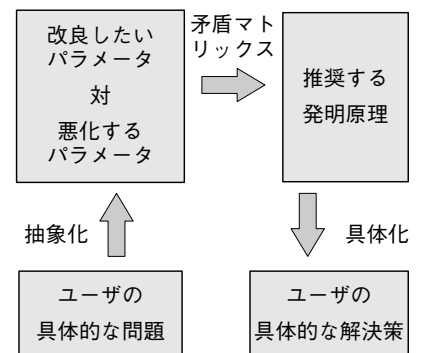 改良したい
パラメータ
対
悪化する
パラメータ
矛盾マト
リックス
推奨する
発明原理
抽象化
具体化
ユーザの
具体的な問題
ユーザの
具体的な解決策